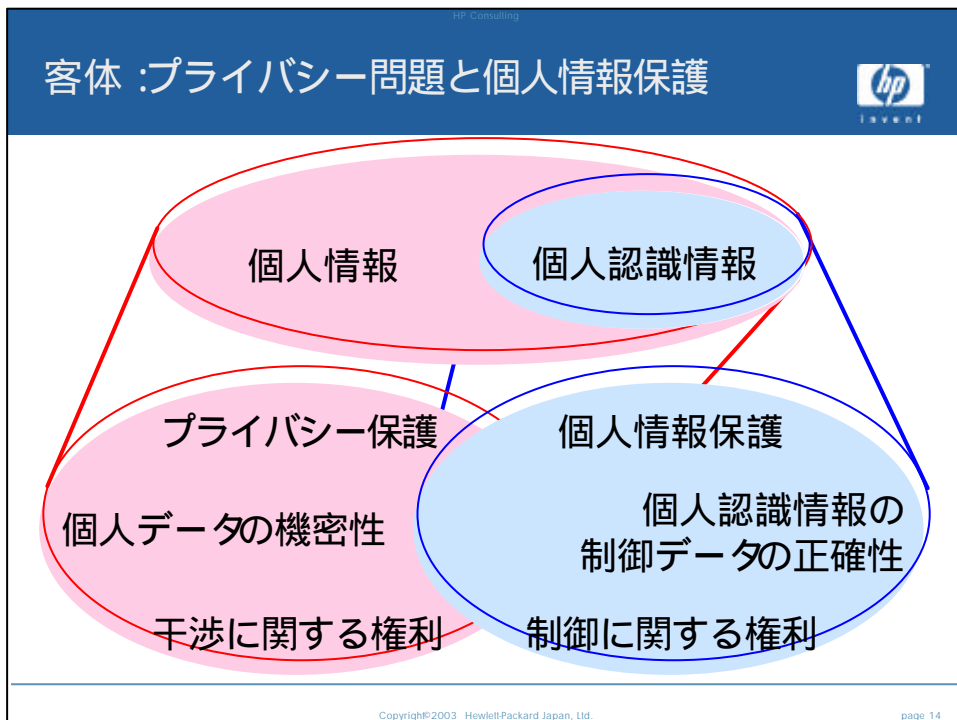 HP Consulting
客体 :プライバシー問題と個人情報保護
hp
invent
個人情報
個人認識情報
プライバシー保護
個人情報保護
個人データの機密性
個人認識情報の
制御データの正確性
干渉に関する権利
制御に関する権利
Copyright©2003 Hewlett-Packard Japan, Ltd.
page 14